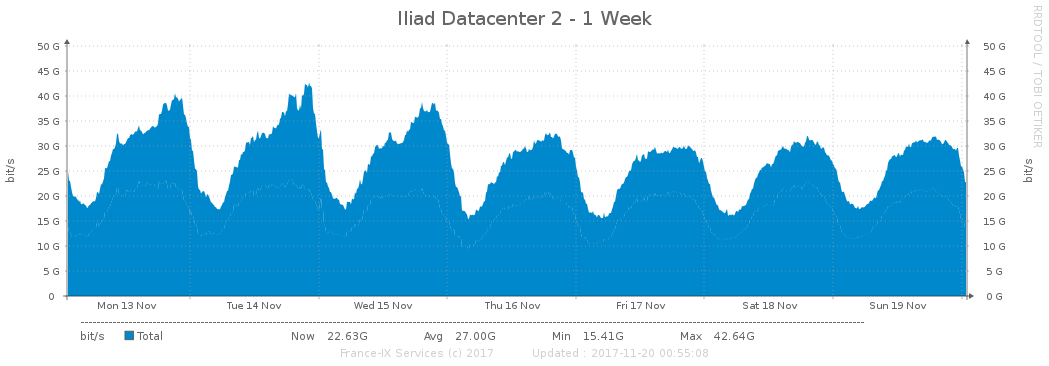 Iliad Datacenter 2 - 1 Week
RRDTOOL / TOBI OETIKER
50 G 50 G
45 G 45 G
40 G 40 G
35 G 35 G
30 G 30 G
25 G 25 G
20 G 20 G
15 G 15 G
10 G 10 G
5 G 5 G
0 0 G
bit/s
bit/s
Mon 13 Nov Tue 14 Nov Wed 15 Nov Thu 16 Nov Fri 17 Nov Sat 18 Nov Sun 19 Nov
bit/s Total Now 22.63G Avg 27.00G Min 15.41G Max 42.64G
France-IX Services (c) 2017 Updated : 2017-11-20 00:55:08